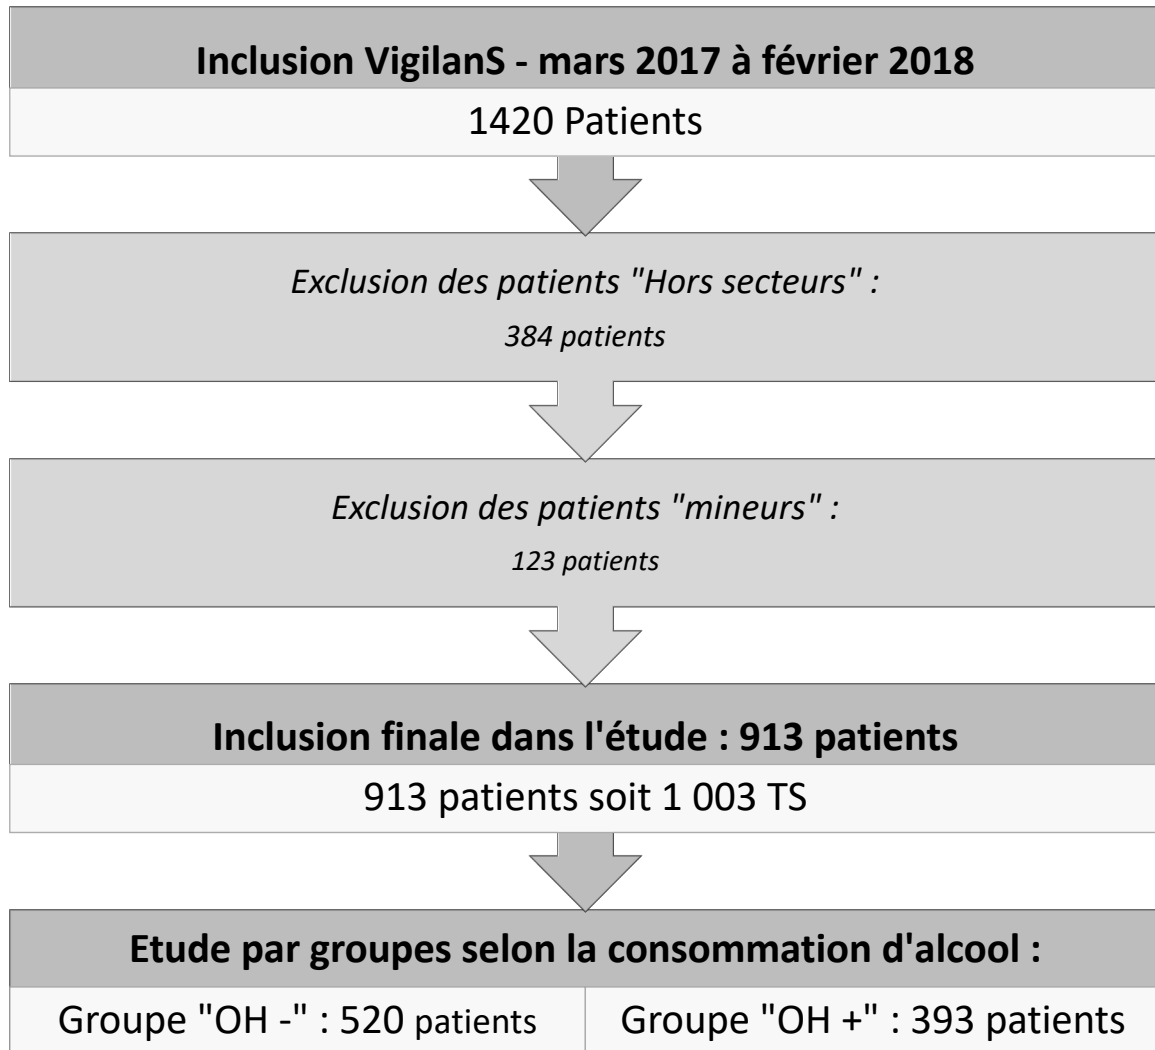 Inclusion VigilanS - mars 2017 à février 2018
1420 Patients
Exclusion des patients "Hors secteurs" :
384 patients
Exclusion des patients "mineurs" :
123 patients
Inclusion finale dans l'étude : 913 patients
913 patients soit 1 003 TS
Etude par groupes selon la consommation d'alcool :
Groupe "OH -" : 520 patients
Groupe "OH +" : 393 patients